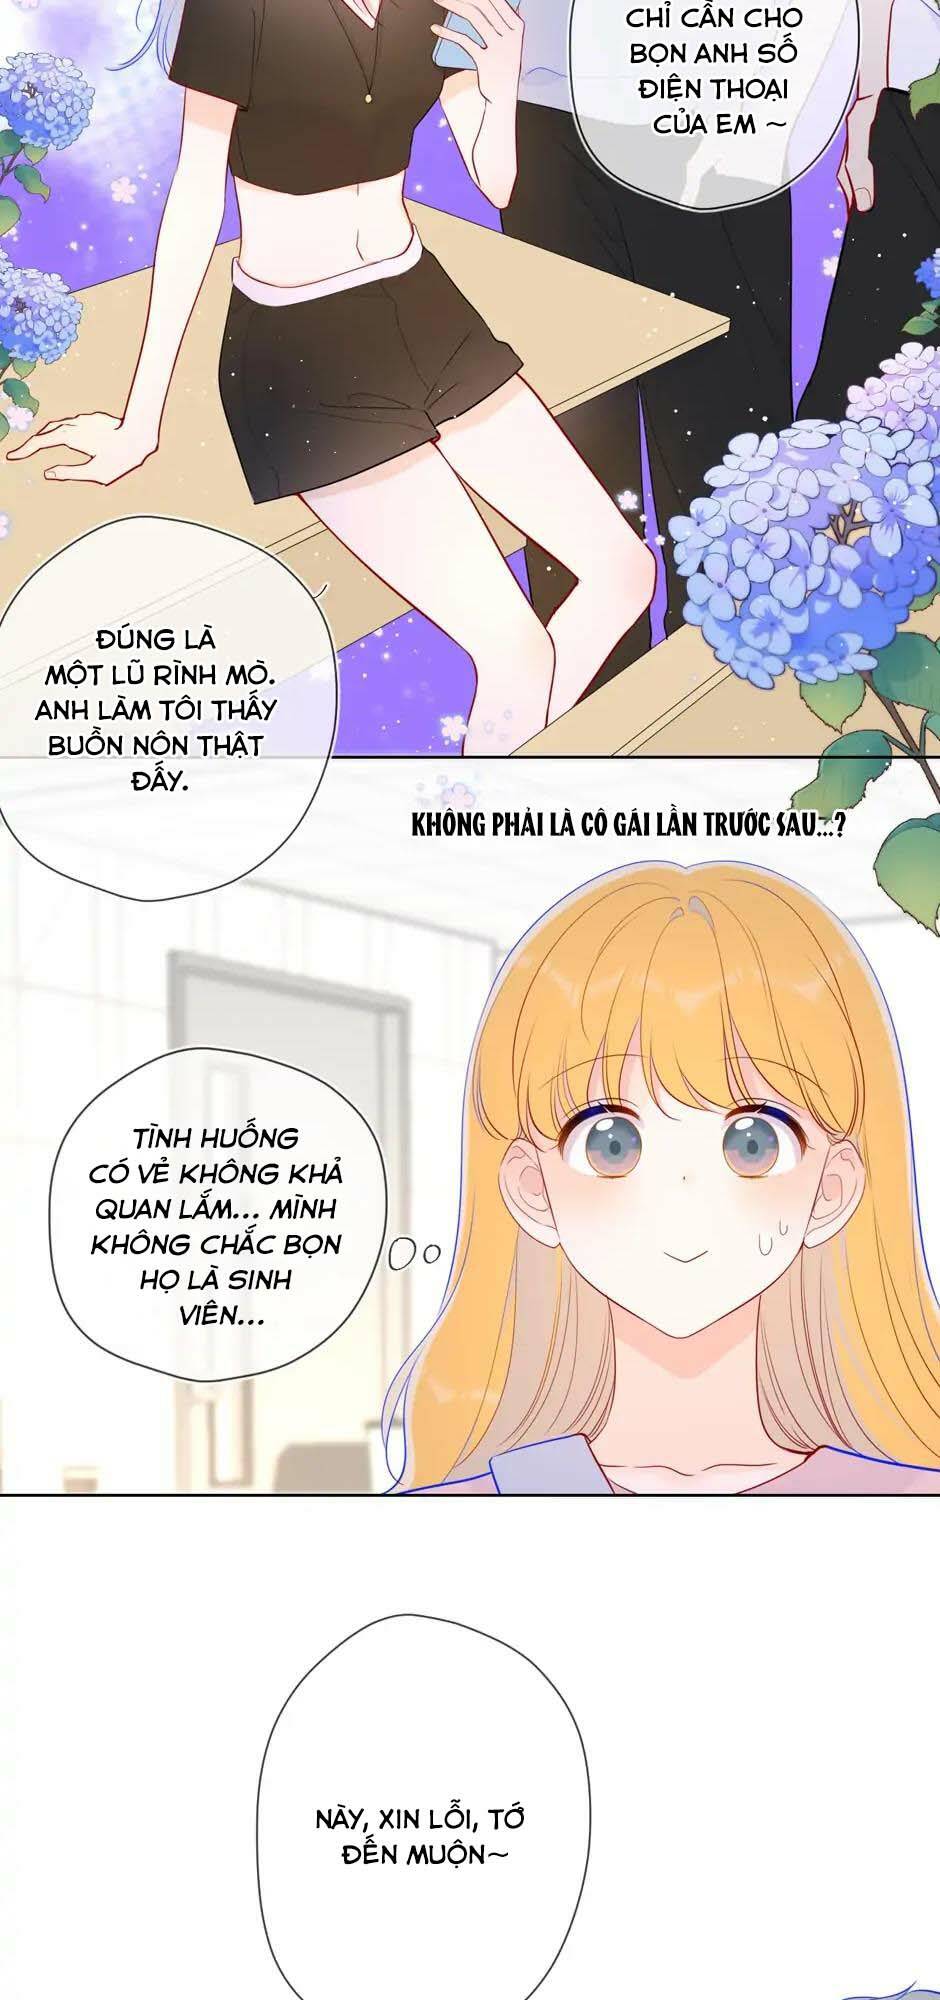 CHỈ CẦN CHO
BỌN ANH SỐ
ĐIỆN THOẠI
CỦA EM ~
ĐÚNG LÀ
MỘT LŨ RÌNH MÒ.
ANH LÀM TÔI THẤY
BUỒN NÔN THẬT
ĐẤY.
KHÔNG PHẢI LÀ CÔ GÁI LẦN TRƯỚC SAU...?
TÌNH HUỐNG
CÓ VẺ KHÔNG KHẢ
QUAN LẮM... MÌNH
KHÔNG CHẮC BỌN
HỌ LÀ SINH
VIÊN...
NÀY, XIN LỖI, TỚ
ĐẾN MUỘN~